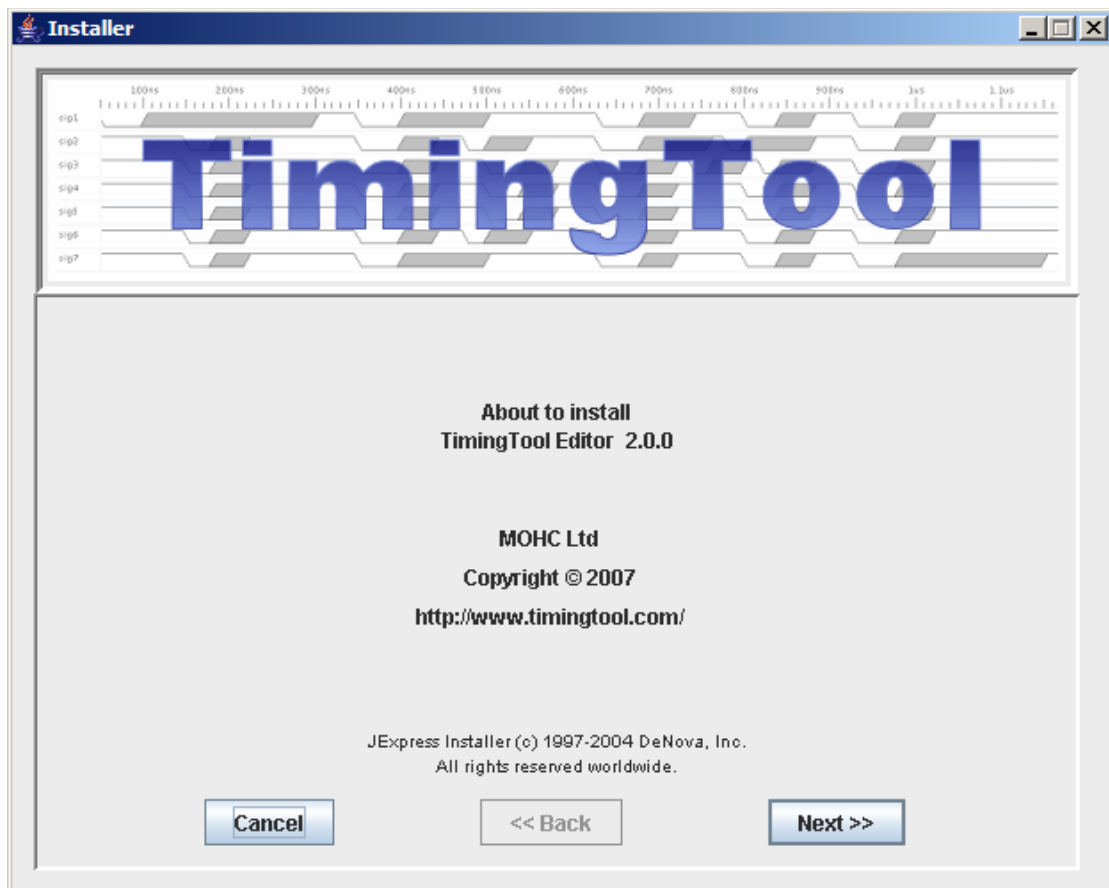 Installer
100ns 200ns 300ns 400ns 500ns 600ns 700ns 800ns 900ns 1us 1.1us
sig1
sig2
sig3
sig4
sig5
sig6
sig7
TimingTool
About to install
TimingTool Editor 2.0.0
MOHC Ltd
Copyright © 2007
http://www.timingtool.com/
JExpress Installer (c) 1997-2004 DeNova, Inc.
All rights reserved worldwide.
Cancel << Back Next >>